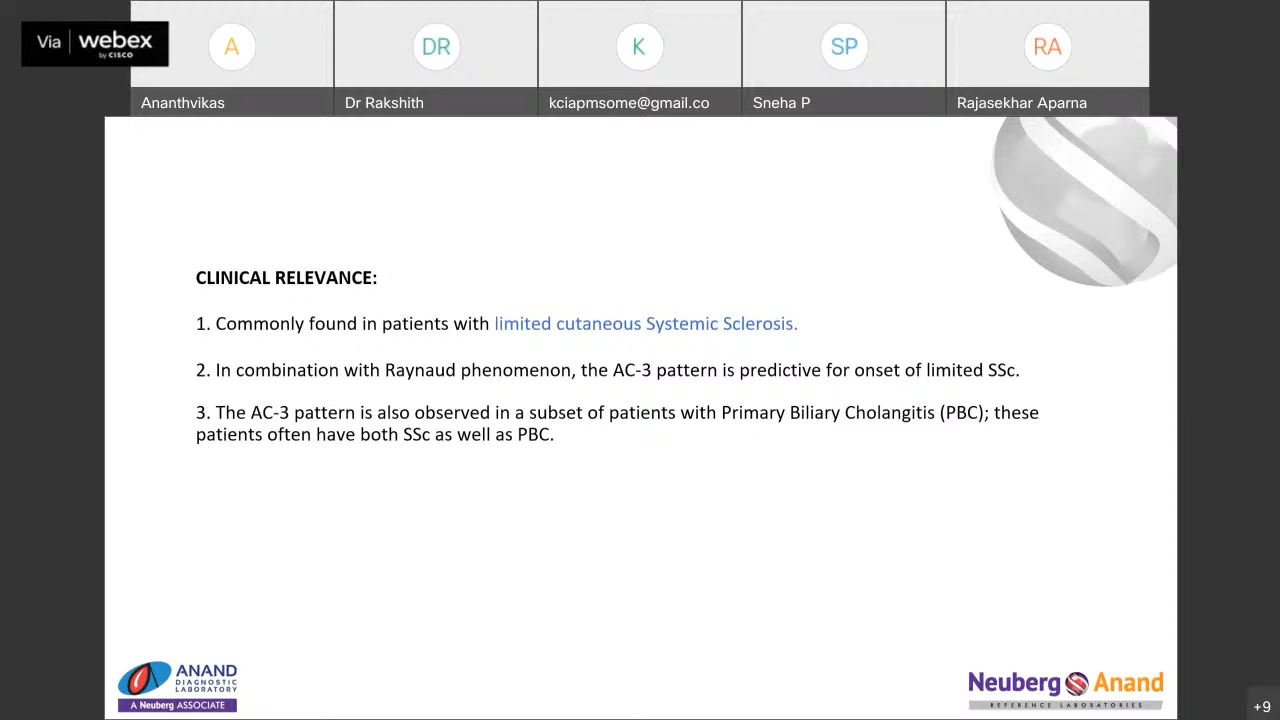 Via webex
by CISCO
A
DR
K
SP
RA
Ananthvikas
Dr Rakshith
kciapmsome@gmail.co
Sneha P
Rajasekhar Aparna
CLINICAL RELEVANCE:
1. Commonly found in patients with limited cutaneous Systemic Sclerosis.
2. In combination with Raynaud phenomenon, the AC-3 pattern is predictive for onset of limited SSc.
3. The AC-3 pattern is also observed in a subset of patients with Primary Biliary Cholangitis (PBC); these
patients often have both SSc as well as PBC.
ANAND
DIAGNOSTIC
LABORATORY
A Neuberg ASSOCIATE
Neuberg Anand
REFERENCE LABORATORIES
+9